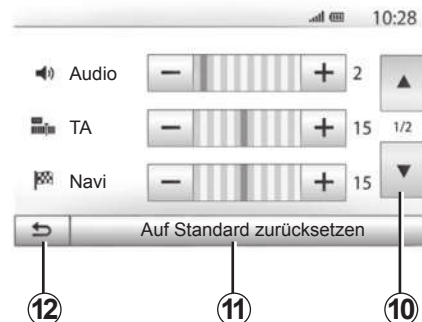 10:28
Audio − + 2
TA − + 15
1/2
Navi − + 15
Auf Standard zurücksetzen
12 11 10